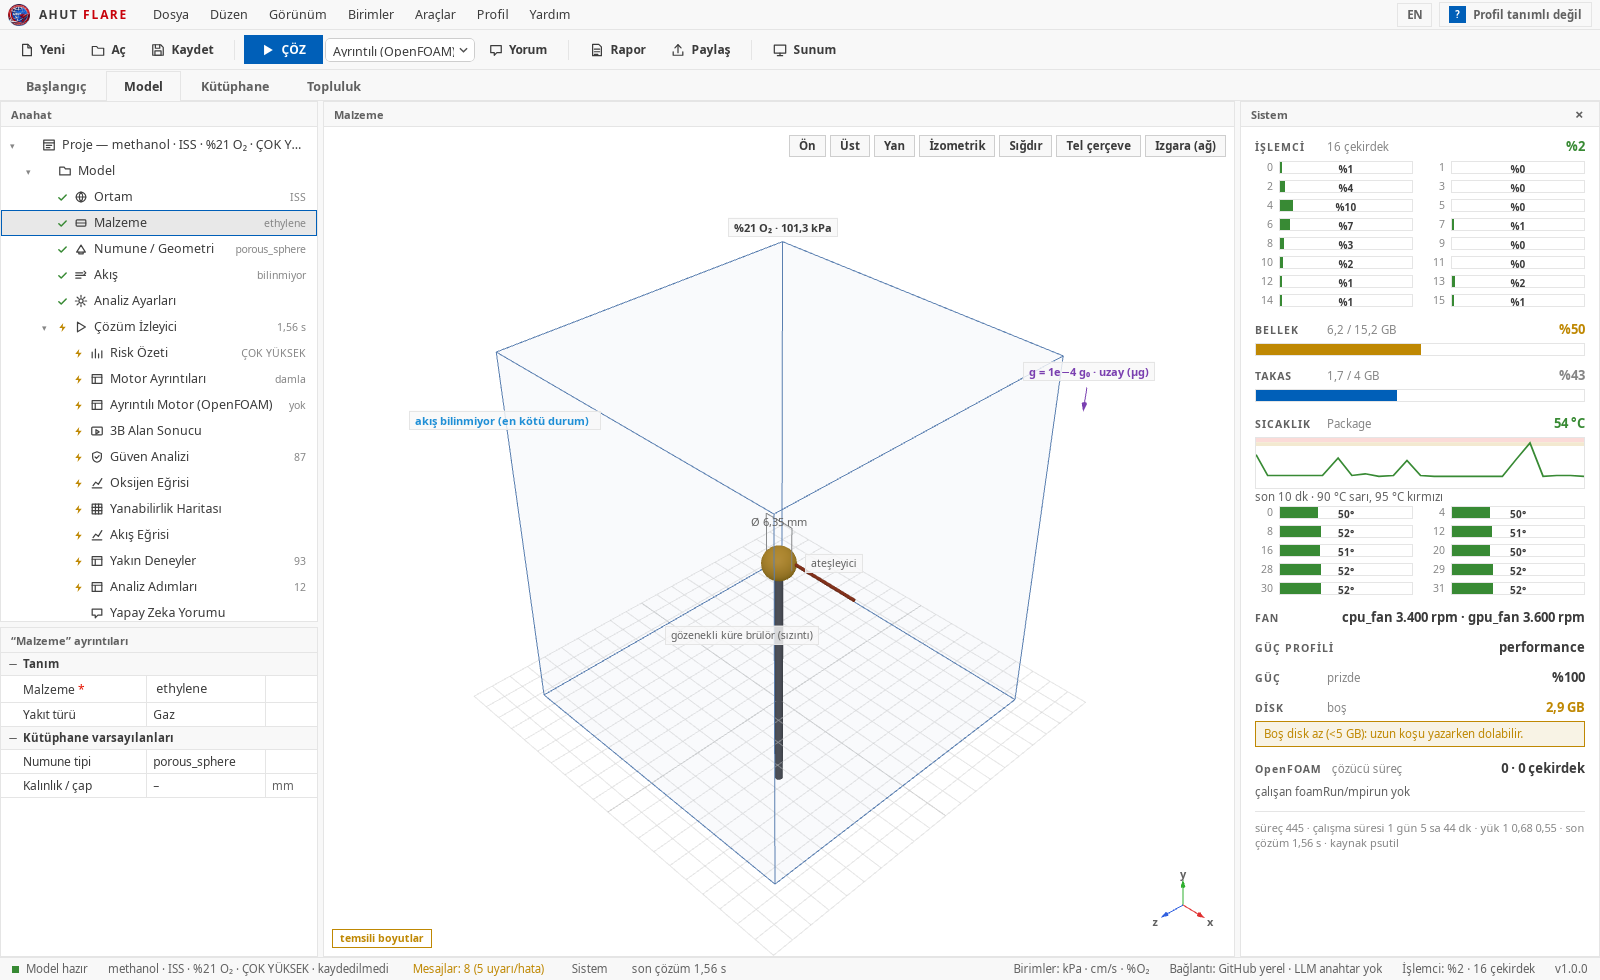 AHUT FLARE Dosya Düzen Görünüm Birimler Araçlar Profil Yardım EN ? Profil tanımlı değil
Yeni Aç Kaydet ÇÖZ Ayrıntılı (OpenFOAM) Yorum Rapor Paylaş Sunum
Başlangıç Model Kütüphane Topluluk
Anahat
Proje — methanol · ISS · %21 O₂ · ÇOK Y...
Model
Ortam ISS
Malzeme ethylene
Numune / Geometri porous_sphere
Akış bilinmiyor
Analiz Ayarları
Çözüm İzleyici 1,56 s
Risk Özeti ÇOK YÜKSEK
Motor Ayrıntıları damla
Ayrıntılı Motor (OpenFOAM) yok
3B Alan Sonucu
Güven Analizi 87
Oksijen Eğrisi
Yanabilirlik Haritası
Akış Eğrisi
Yakın Deneyler 93
Analiz Adımları 12
Yapay Zeka Yorumu
“Malzeme” ayrıntıları
— Tanım
Malzeme * ethylene
Yakıt türü Gaz
— Kütüphane varsayılanları
Numune tipi porous_sphere
Kalınlık / çap – mm
Malzeme
Ön Üst Yan İzometrik Sığdır Tel çerçeve Izgara (ağ)
%21 O₂ · 101,3 kPa
g = 1e−4 g₀ · uzay (µg)
akış bilinmiyor (en kötü durum)
Ø 6,35 mm
ateşleyici
gözenekli küre brülör (sızıntı)
y
z x
temsili boyutlar
Sistem ×
İŞLEMCİ 16 çekirdek %2
0 %1 1 %0
2 %4 3 %0
4 %10 5 %0
6 %7 7 %1
8 %3 9 %0
10 %2 11 %0
12 %1 13 %2
14 %1 15 %1
BELLEK 6,2 / 15,2 GB %50
TAKAS 1,7 / 4 GB %43
SICAKLIK Package 54 °C
son 10 dk · 90 °C sarı, 95 °C kırmızı
0 50° 4 50°
8 52° 12 51°
16 51° 20 50°
28 52° 29 52°
30 52° 31 52°
FAN cpu_fan 3.400 rpm · gpu_fan 3.600 rpm
GÜÇ PROFİLİ performance
GÜÇ prizde %100
DİSK boş 2,9 GB
Boş disk az (<5 GB): uzun koşu yazarken dolabilir.
OpenFOAM çözücü süreç 0 · 0 çekirdek
çalışan foamRun/mpirun yok
süreç 445 · çalışma süresi 1 gün 5 sa 44 dk · yük 1 0,68 0,55 · son
çözüm 1,56 s · kaynak psutil
Model hazır methanol · ISS · %21 O₂ · ÇOK YÜKSEK · kaydedilmedi Mesajlar: 8 (5 uyarı/hata) Sistem son çözüm 1,56 s Birimler: kPa · cm/s · %O₂ Bağlantı: GitHub yerel · LLM anahtar yok İşlemci: %2 · 16 çekirdek v1.0.0